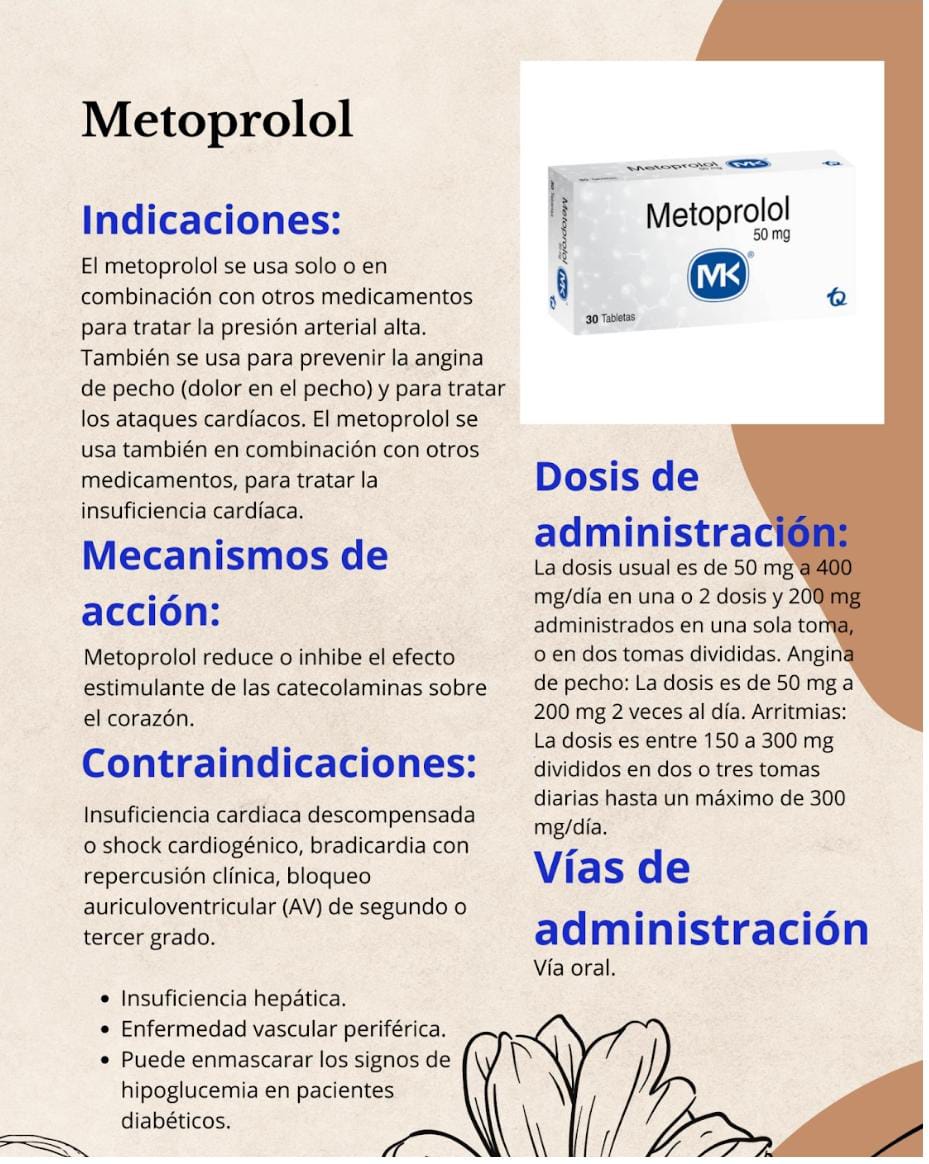 Metoprolol
Indicaciones:
El metoprolol se usa solo o en
combinación con otros medicamentos
para tratar la presión arterial alta.
También se usa para prevenir la angina
de pecho (dolor en el pecho) y para tratar
los ataques cardíacos. El metoprolol se
usa también en combinación con otros
medicamentos, para tratar la
insuficiencia cardíaca.
Mecanismos de
acción:
Metoprolol reduce o inhibe el efecto
estimulante de las catecolaminas sobre
el corazón.
Contraindicaciones:
Insuficiencia cardiaca descompensada
o shock cardiogénico, bradicardia con
repercusión clínica, bloqueo
auriculoventricular (AV) de segundo o
tercer grado.
• Insuficiencia hepática.
• Enfermedad vascular periférica.
• Puede enmascarar los signos de
hipoglucemia en pacientes
diabéticos.
Metoprolol MK
Metoprolol
50 mg
MK
30 Tabletas
Metoprolol MK
Dosis de
administración:
La dosis usual es de 50 mg a 400
mg/día en una o 2 dosis y 200 mg
administrados en una sola toma,
o en dos tomas divididas. Angina
de pecho: La dosis es de 50 mg a
200 mg 2 veces al día. Arritmias:
La dosis es entre 150 a 300 mg
divididos en dos o tres tomas
diarias hasta un máximo de 300
mg/día.
Vías de
administración
Vía oral.